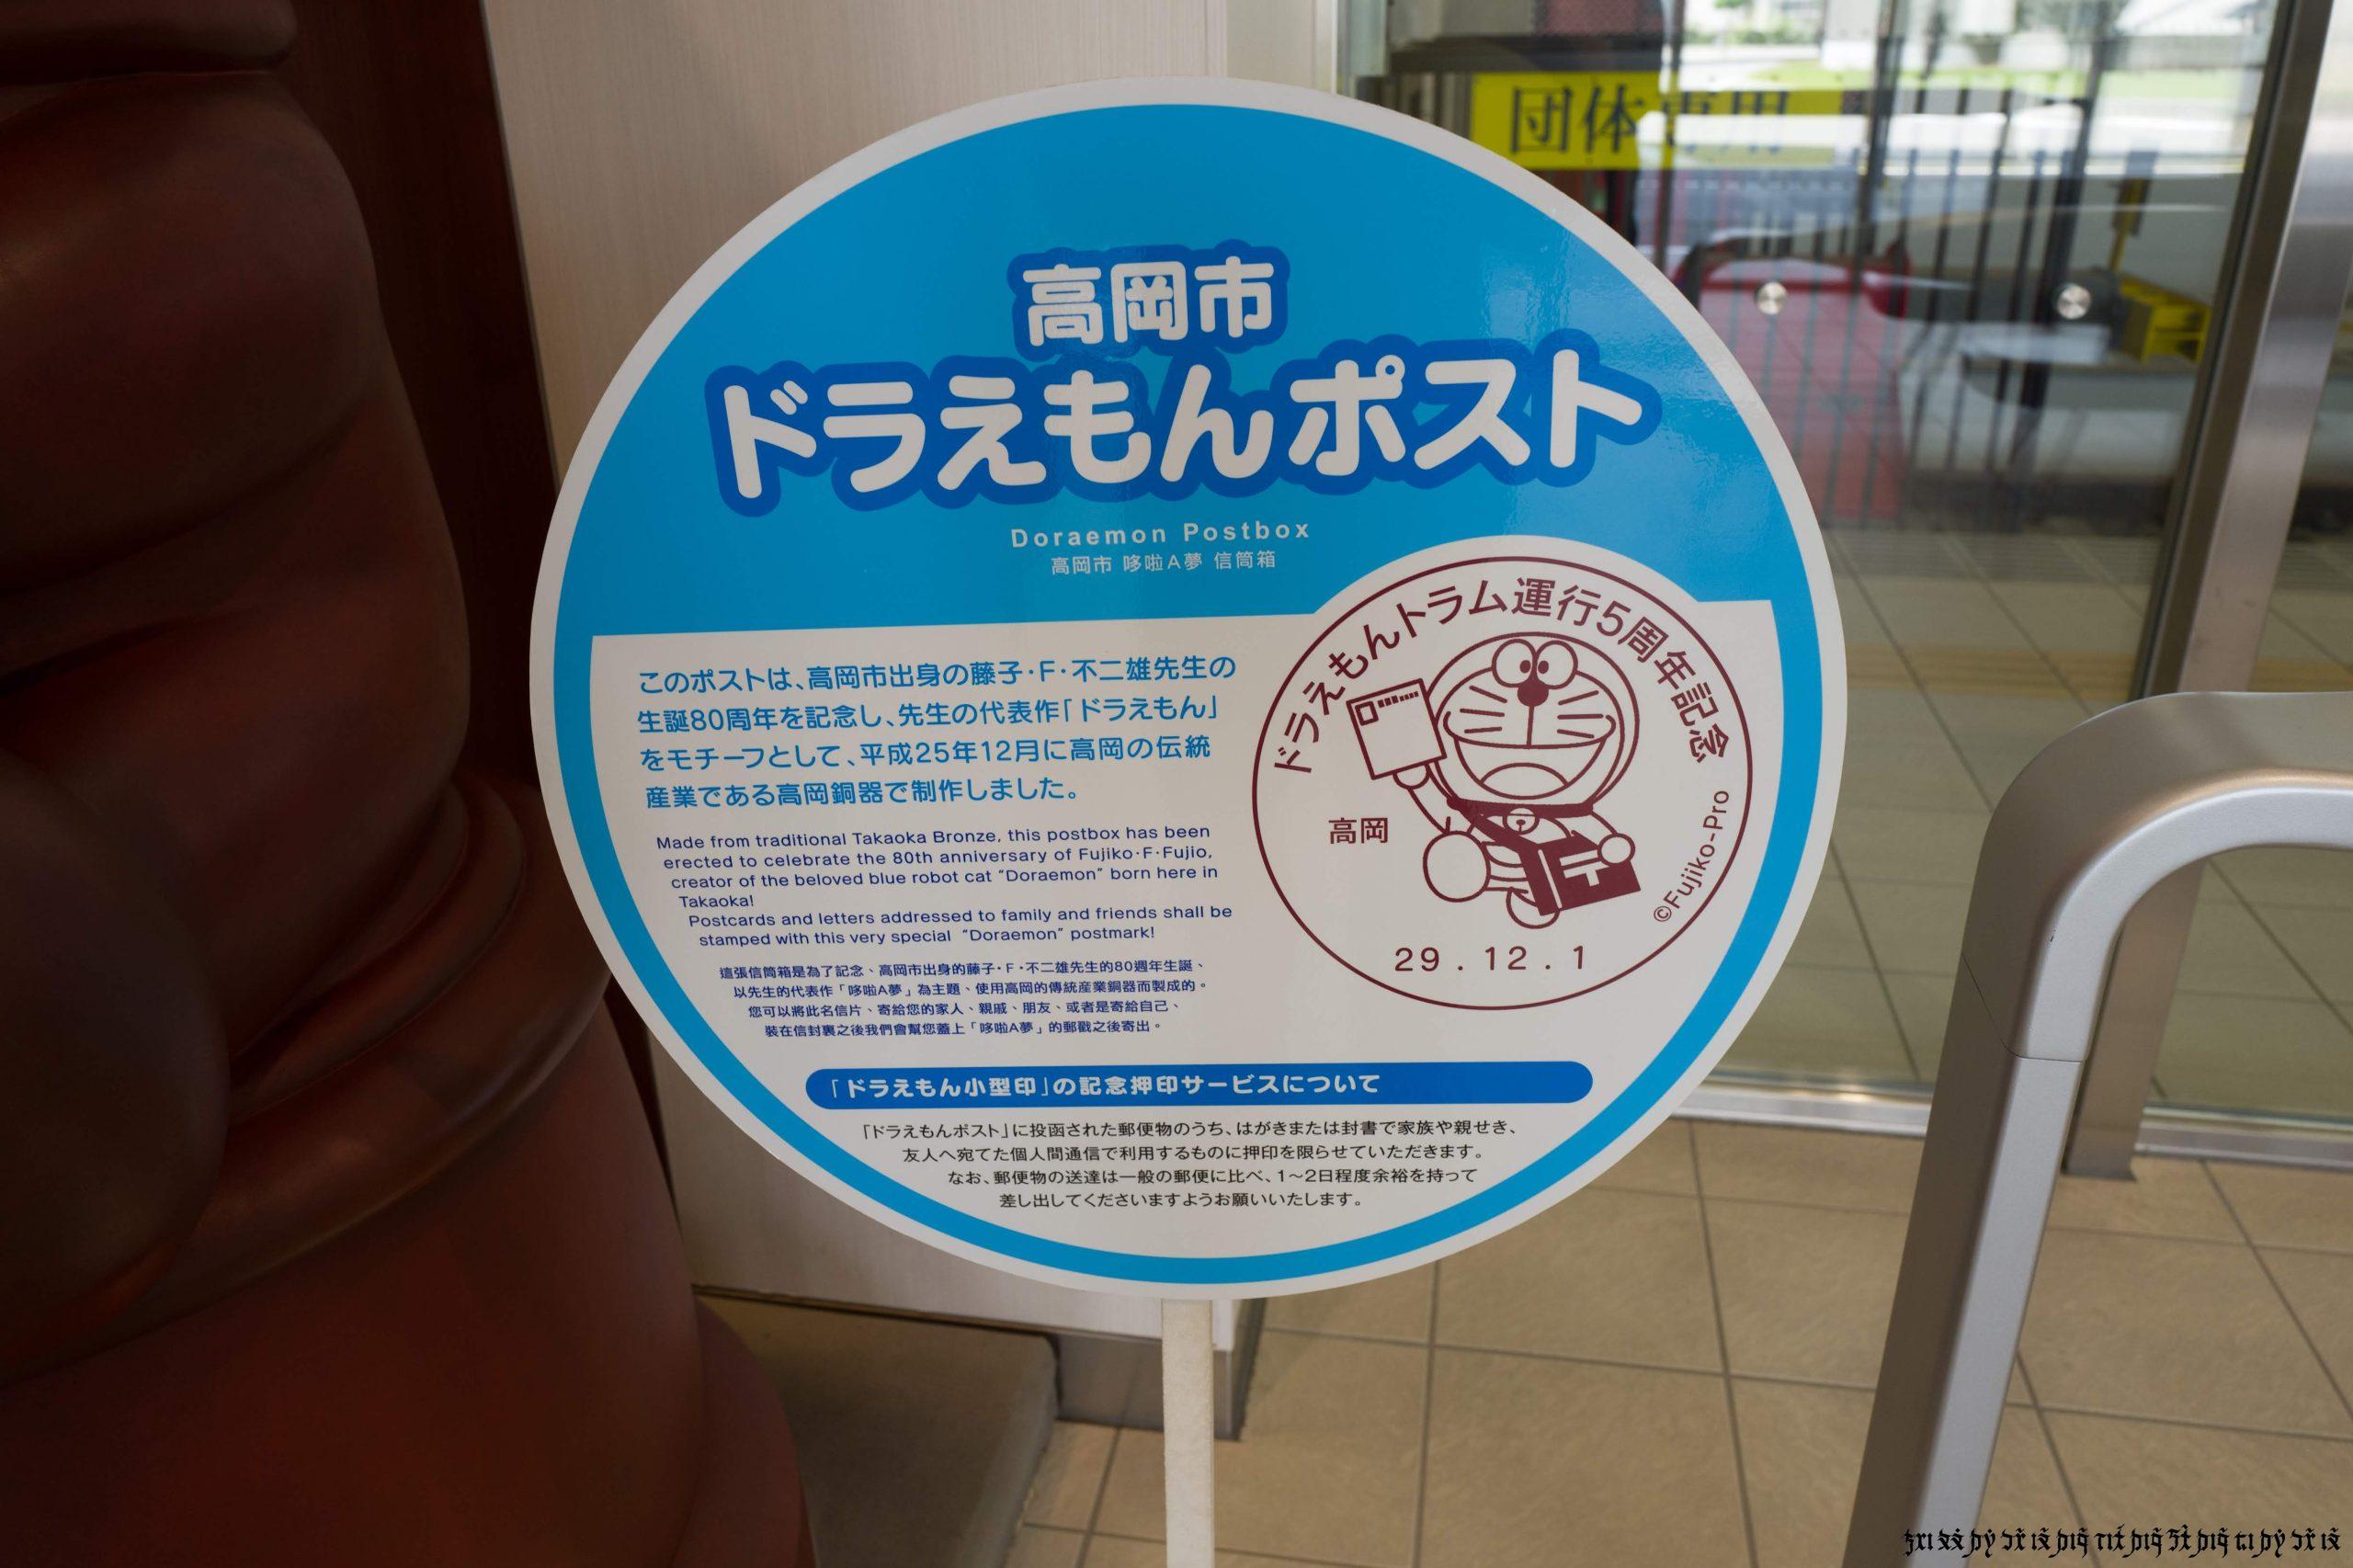 団体専用
高岡市
ドラえもんポスト
Doraemon Postbox
高岡市 哆啦A夢 信筒箱
このポストは、高岡市出身の藤子・F・不二雄先生の
生誕80周年を記念し、先生の代表作「ドラえもん」
をモチーフとして、平成25年12月に高岡の伝統
産業である高岡銅器で制作しました。
Made from traditional Takaoka Bronze, this postbox has been
erected to celebrate the 80th anniversary of Fujiko・F・Fujio,
creator of the beloved blue robot cat “Doraemon” born here in
Takaoka!
Postcards and letters addressed to family and friends shall be
stamped with this very special “Doraemon” postmark!
這張信筒箱是為了記念、高岡市出身的藤子・F・不二雄先生的80週年生誕、
以先生的代表作「哆啦A夢」為主題、使用高岡的傳統産業銅器而製成的。
您可以將此名信片、寄給您的家人、親戚、朋友、或者是寄給自己、
裝在信封裏之後我們會幫您蓋上「哆啦A夢」的郵戳之後寄出。
ドラえもんトラム運行5周年記念
高岡
©Fujiko-Pro
29.12.1
「ドラえもん小型印」の記念押印サービスについて
「ドラえもんポスト」に投函された郵便物のうち、はがきまたは封書で家族や親せき、
友人へ宛てた個人間通信で利用するものに押印を限らせていただきます。
なお、郵便物の送達は一般の郵便に比べ、1～2日程度余裕を持って
差し出してくださいますようお願いいたします。